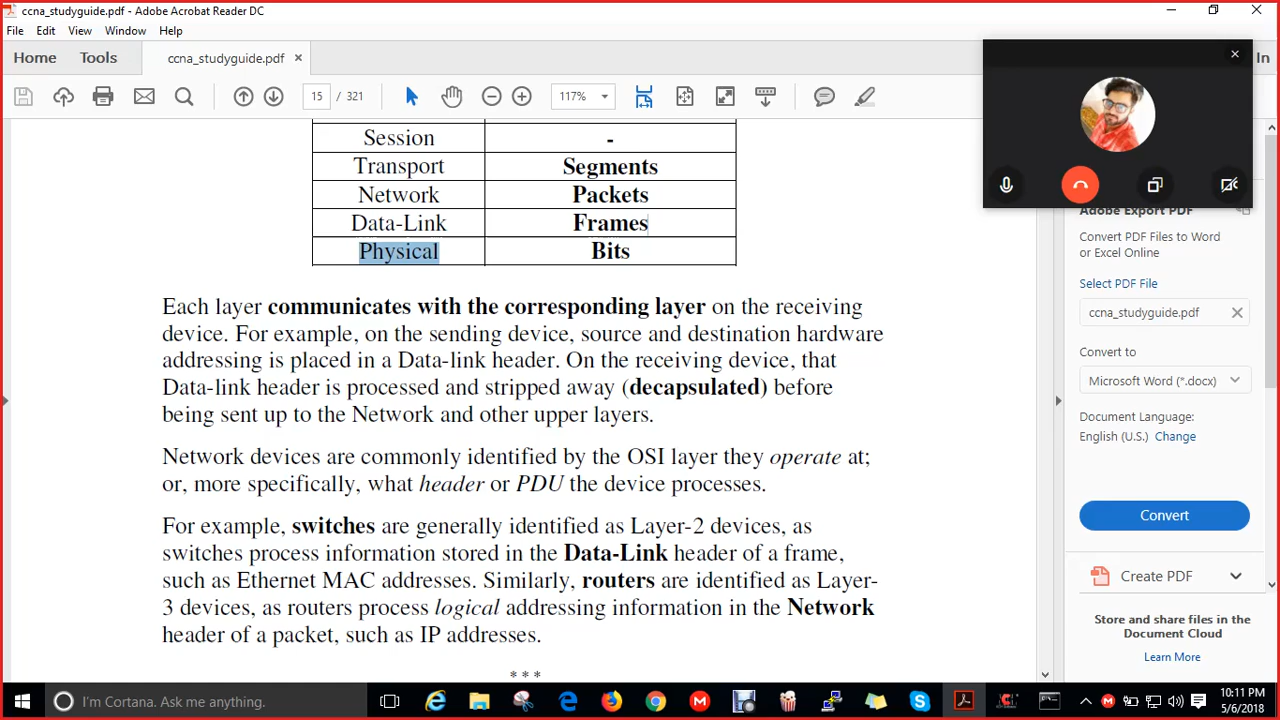 ccna_studyguide.pdf - Adobe Acrobat Reader DC
File Edit View Window Help
Home Tools ccna_studyguide.pdf × In
15 / 321 117%
Session -
Transport Segments
Network Packets
Data-Link Frames
Physical Bits
Each layer communicates with the corresponding layer on the receiving
device. For example, on the sending device, source and destination hardware
addressing is placed in a Data-link header. On the receiving device, that
Data-link header is processed and stripped away (decapsulated) before
being sent up to the Network and other upper layers.
Network devices are commonly identified by the OSI layer they operate at;
or, more specifically, what header or PDU the device processes.
For example, switches are generally identified as Layer-2 devices, as
switches process information stored in the Data-Link header of a frame,
such as Ethernet MAC addresses. Similarly, routers are identified as Layer-
3 devices, as routers process logical addressing information in the Network
header of a packet, such as IP addresses.
* * *
Adobe Export PDF
Convert PDF Files to Word
or Excel Online
Select PDF File
ccna_studyguide.pdf ×
Convert to
Microsoft Word (*.docx)
Document Language:
English (U.S.) Change
Convert
Create PDF
Store and share files in the
Document Cloud
Learn More
I'm Cortana. Ask me anything.
10:11 PM
5/6/2018